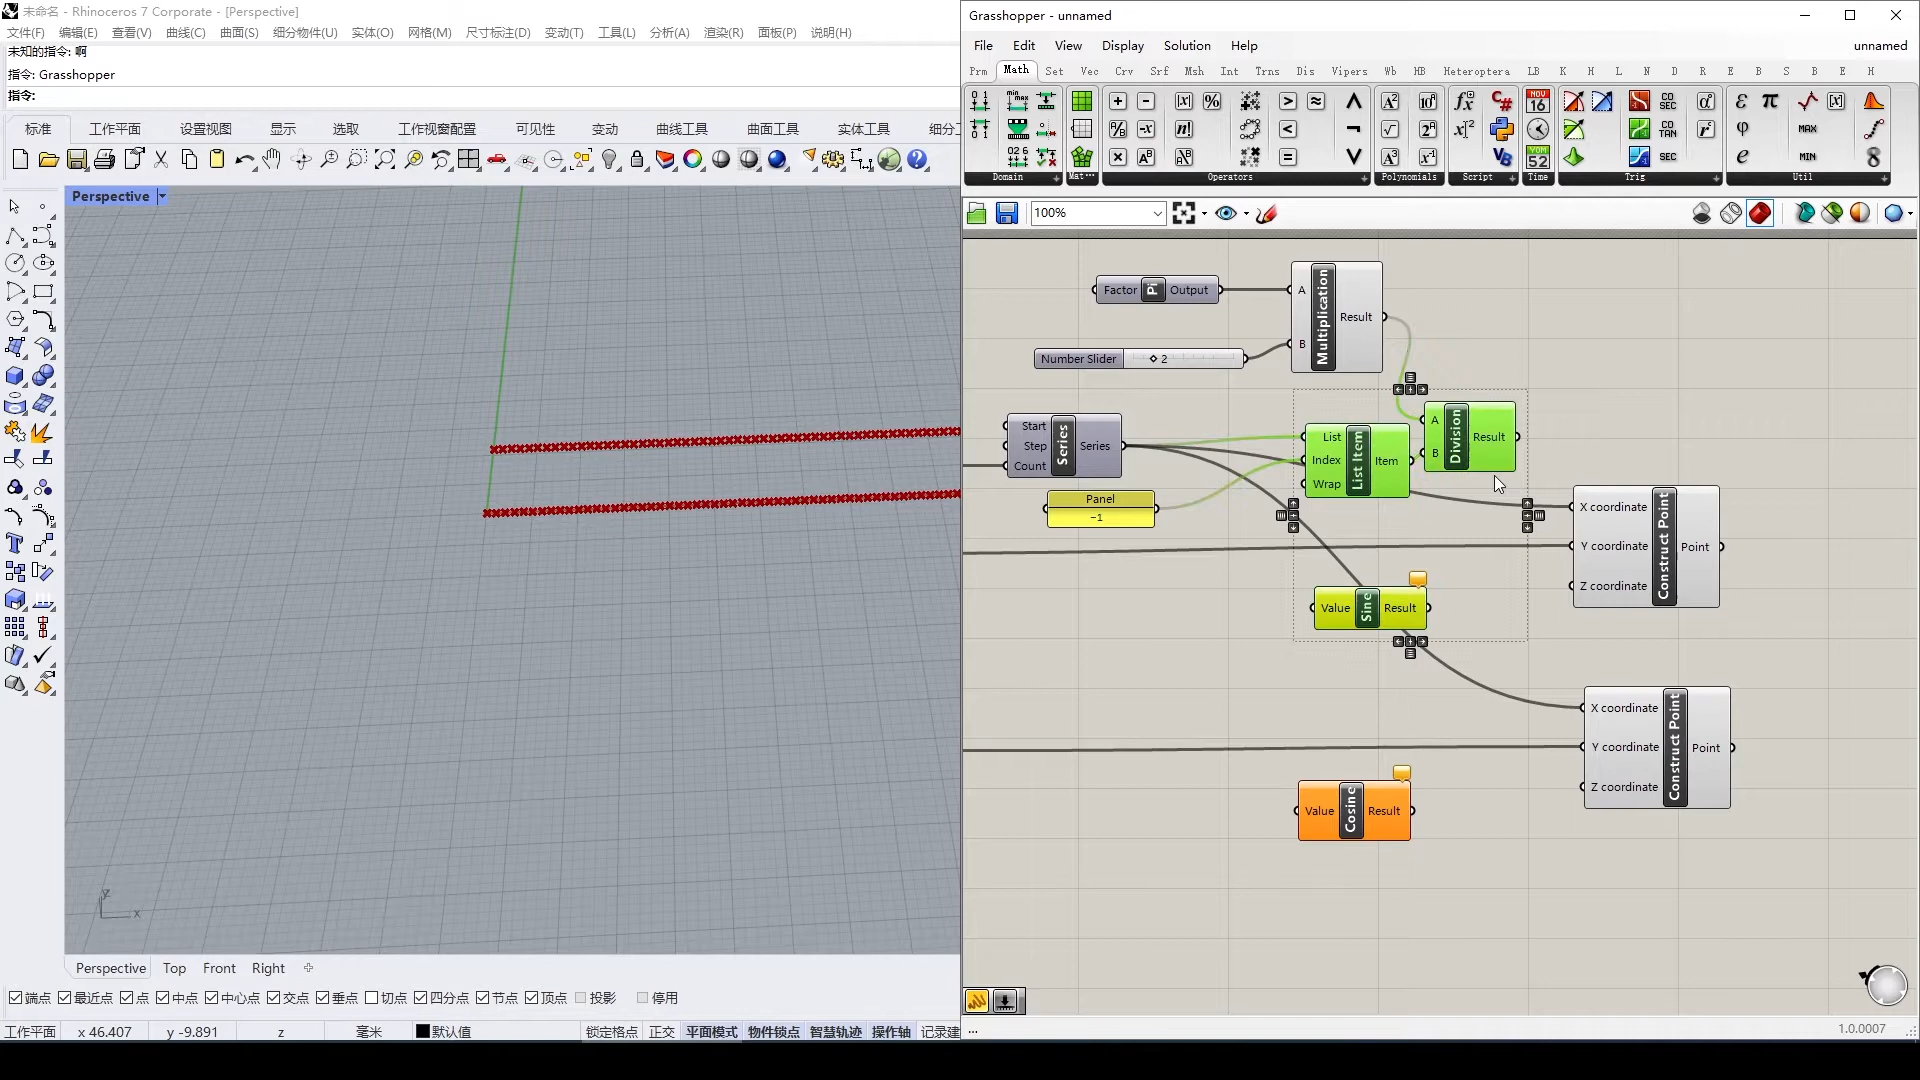 未命名 - Rhinoceros 7 Corporate - [Perspective]
文件(F) 编辑(E) 查看(V) 曲线(C) 曲面(S) 细分物件(U) 实体(O) 网格(M) 尺寸标注(D) 变动(T) 工具(L) 分析(A) 渲染(R) 面板(P) 说明(H)
未知的指令: 啊
指令: Grasshopper
指令:
标准 工作平面 设置视图 显示 选取 工作视窗配置 可见性 变动 曲线工具 曲面工具 实体工具 细分工
Perspective
y
x
Perspective Top Front Right
端点 最近点 点 中点 中心点 交点 垂点 切点 四分点 节点 顶点 投影 停用
工作平面 x 46.407 y -9.891 z 毫米 默认值 锁定格点 正交 平面模式 物件锁点 智慧轨迹 操作轴 记录建
Grasshopper - unnamed
File Edit View Display Solution Help unnamed
Prm Math Set Vec Crv Srf Msh Int Trns Dis Vipers Wb HB Heteroptera LB K H L N D R E B S B E H
Domain Mat··· Operators Polynomials Script Time Trig Util
100%
Factor Pi Output
Number Slider 2
A
B
Multiplication
Result
Start
Step
Count
Series
Series
Panel
-1
List
Index
Wrap
List Item
Item
A
B
Division
Result
X coordinate
Y coordinate
Z coordinate
Construct Point
Point
Value Sine Result
X coordinate
Y coordinate
Z coordinate
Construct Point
Point
Value Cosine Result
...
1.0.0007